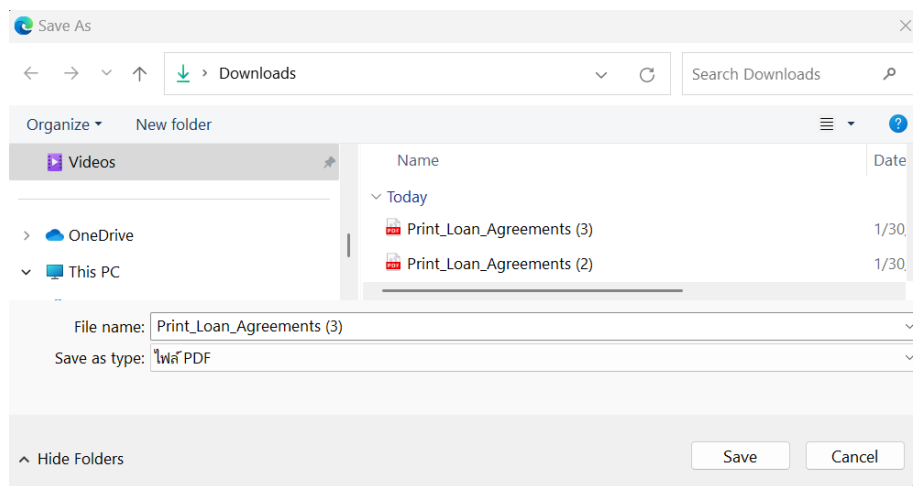 Save As
Downloads
Search Downloads
Organize
New folder
Videos
Name
Date
Today
OneDrive
Print_Loan_Agreements (3)
1/30,
This PC
Print_Loan_Agreements (2)
1/30,
File name: Print_Loan_Agreements (3)
Save as type: ไฟล์ PDF
Hide Folders
Save
Cancel